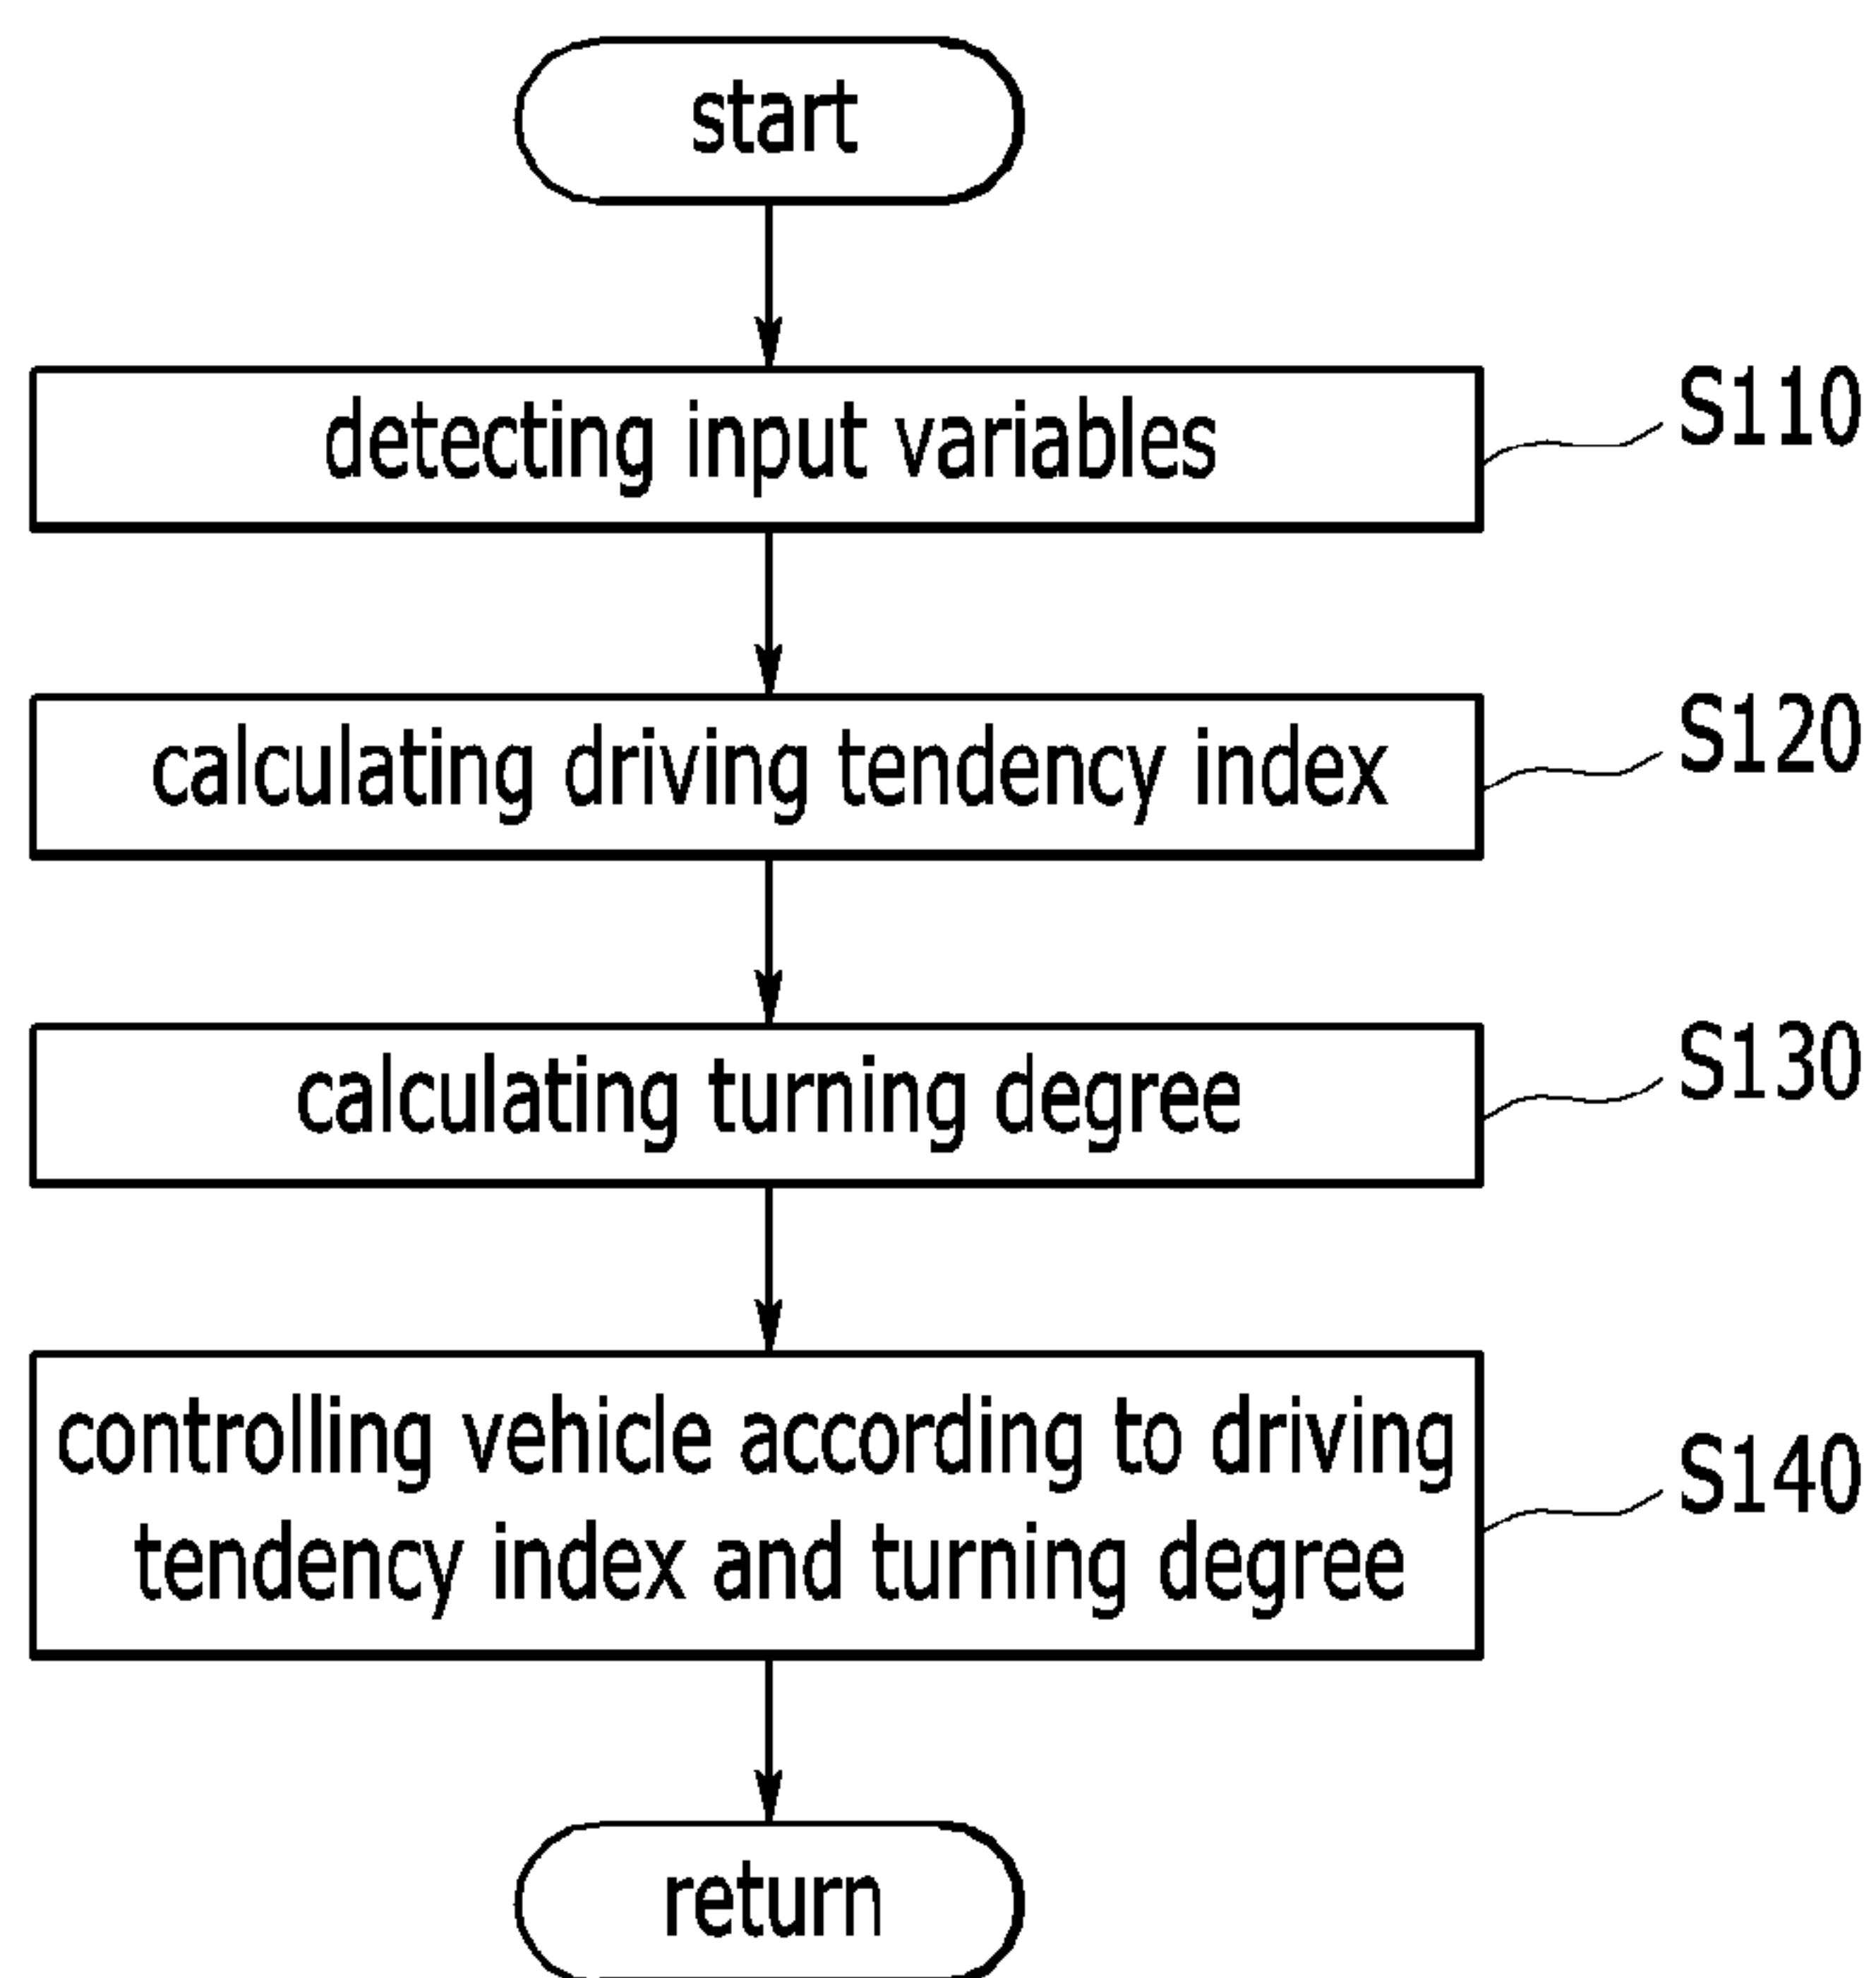 start
detecting input variables
S110
calculating driving tendency index
S120
calculating turning degree
S130
controlling vehicle according to driving
tendency index and turning degree
S140
return